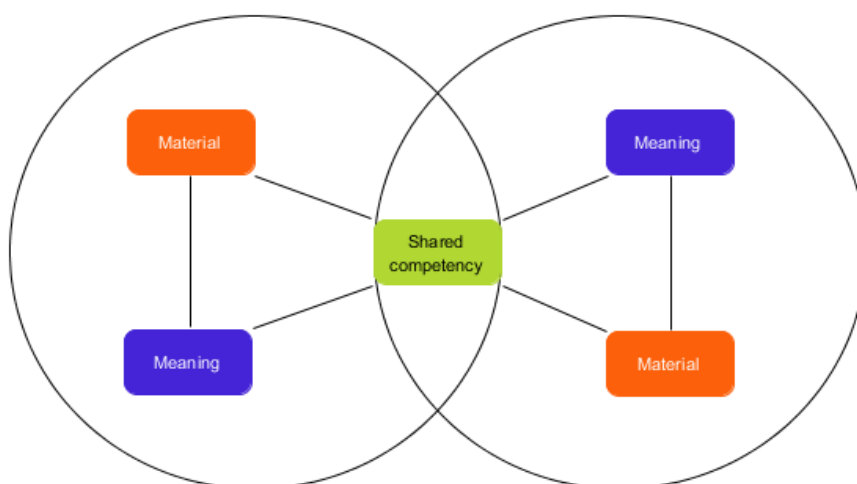 Material
Meaning
Shared
competency
Meaning
Material